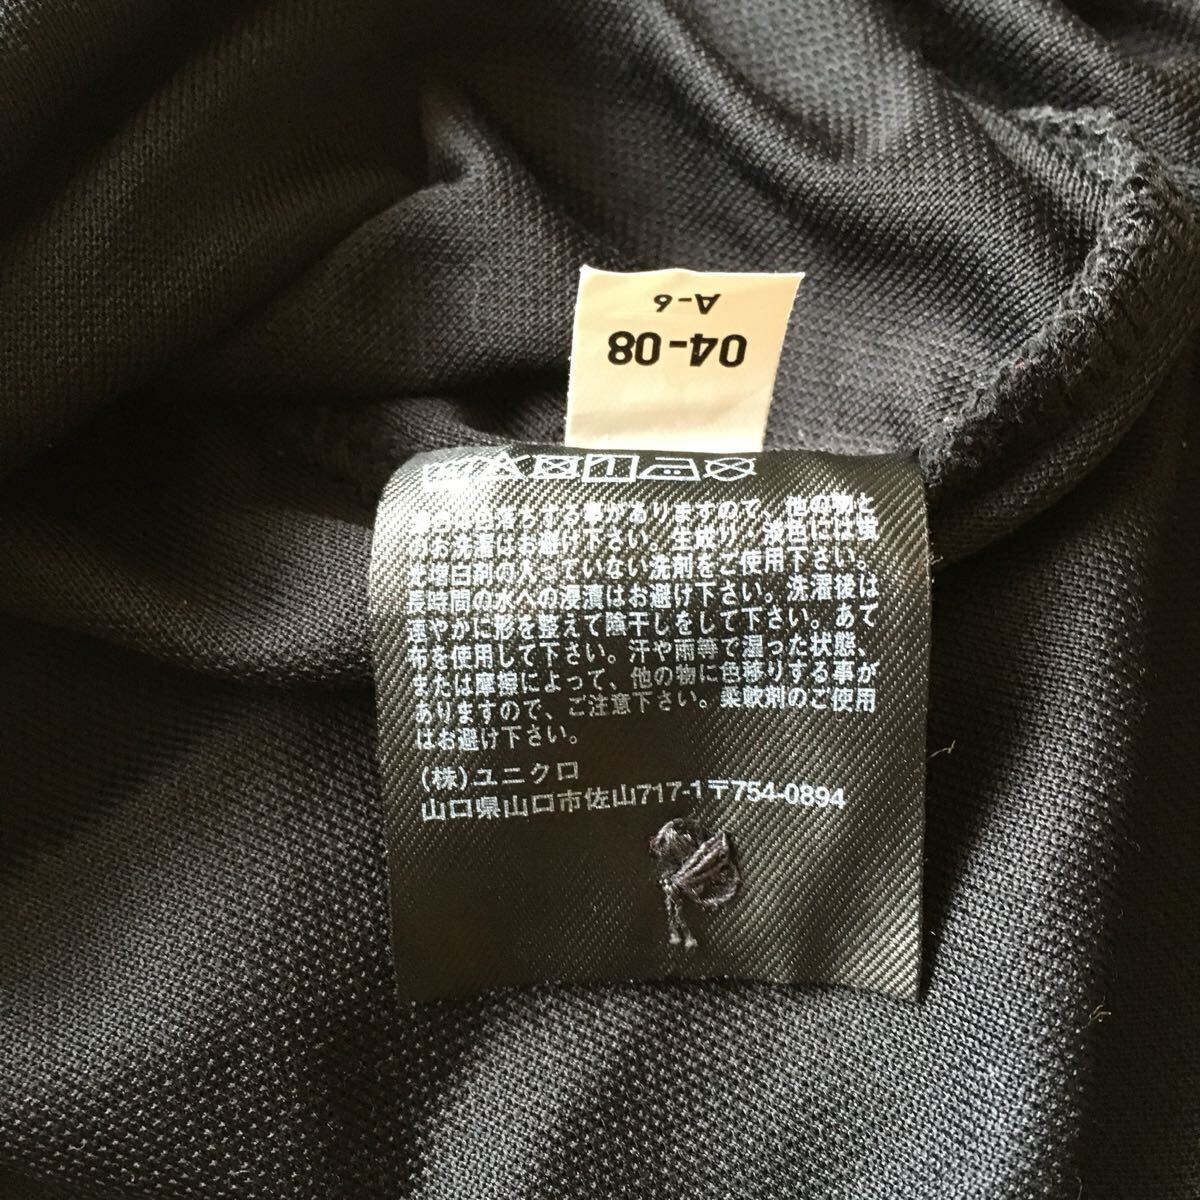 A-6
04-08
濃色は色落ちする事がありますので、他の物と
のお洗濯はお避け下さい。生成り・淡色には蛍
光増白剤の入っていない洗剤をご使用下さい。
長時間の水への浸漬はお避け下さい。洗濯後は
速やかに形を整えて陰干しをして下さい。あて
布を使用して下さい。汗や雨等で湿った状態、
または摩擦によって、他の物に色移りする事が
ありますので、ご注意下さい。柔軟剤のご使用
はお避け下さい。
(株)ユニクロ
山口県山口市佐山717-1〒754-0894